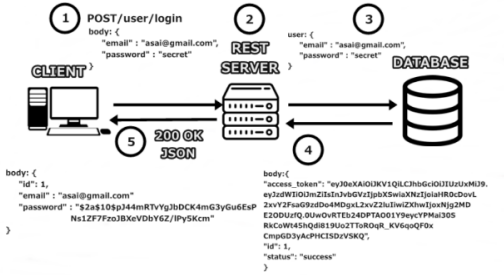 1
POST/user/login
body: {
"email" : "asai@gmail.com",
"password" : "secret"
}
2
REST
SERVER
3
user: {
"email" : "asai@gmail.com",
"password" : "secret"
}
CLIENT
DATABASE
5
200 OK
JSON
4
body: {
"id": 1,
"email" : "asai@gmail.com"
"password" : "$2a$10$pJ44mRTvYgJbDCK4mG3yGu6EsP
Ns1ZF7FzoJBXeVDbY6Z/lPy5Kcm"
}
body:{
"access_token": "eyJ0eXAiOiJKV1QiLCJhbGciOiJIUzUxMiJ9.
eyJzdWIiOiJmZiIsInJvbGVzIjpbXSwiaXNzIjoiaHR0cDovL
2xvY2FsaG9zdDo4MDgxL2xvZ2luIiwiZXhwIjoxNjg2MD
E2ODUzfQ.0UwOvRTEb24DPTAO01Y9eycYPMai30S
RkCoWt45hQdiB19Uo2TToROqR_KV6qoQF0x
CmpGD3yAcPHCISDzVSKQ",
"id": 1,
"status": "success"
}